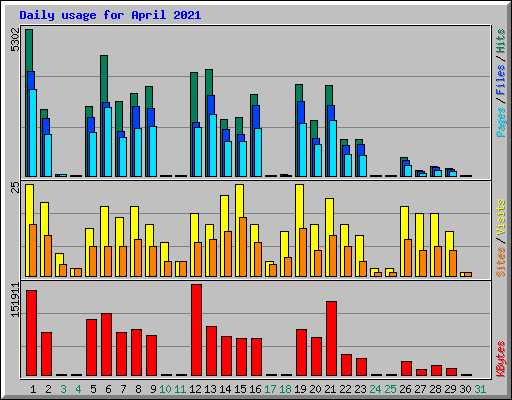 Daily usage for April 2021
5302
Pages / Files / Hits
25
Sites / Visits
151911
KBytes
1 2 3 4 5 6 7 8 9 10 11 12 13 14 15 16 17 18 19 20 21 22 23 24 25 26 27 28 29 30 31